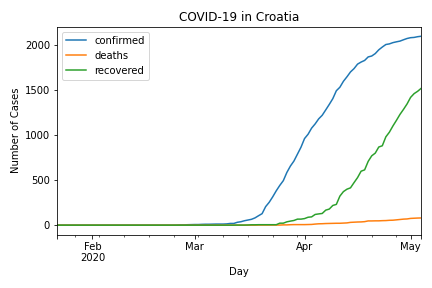 COVID-19 in Croatia
confirmed
deaths
recovered
Number of Cases
2000
1500
1000
500
0
Feb
2020
Mar
Apr
May
Day